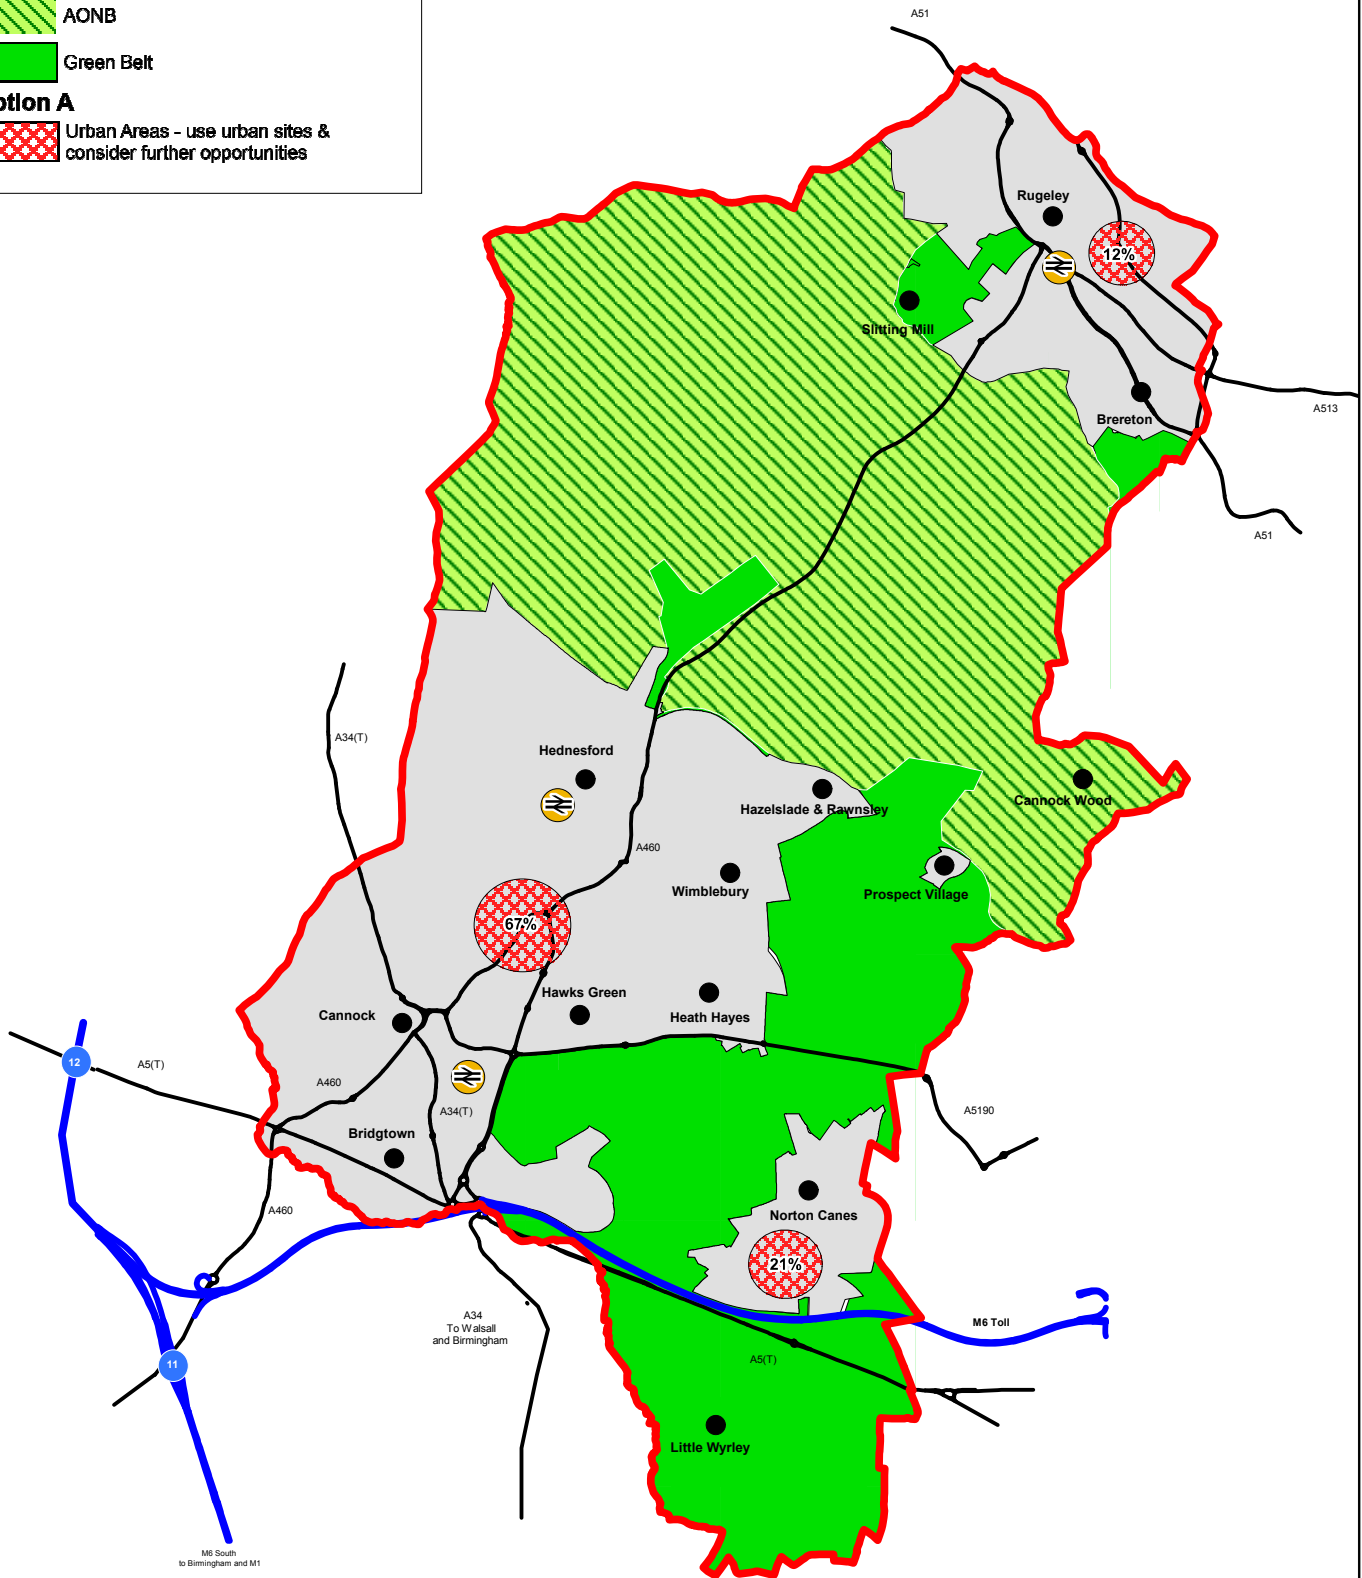 AONB
Green Belt
ption A
Urban Areas - use urban sites &
consider further opportunities
A51
Rugeley
12%
Slitting Mill
A513
Brereton
A51
A34(T)
Hednesford
Hazelslade & Rawnsley
Cannock Wood
A460
Wimblebury
Prospect Village
67%
Hawks Green
Heath Hayes
Cannock
12
A5(T)
A460
A34(T)
A5190
Bridgtown
Norton Canes
A460
21%
A34
To Walsall
and Birmingham
M6 Toll
A5(T)
11
Little Wyrley
M6 South
to Birmingham and M1